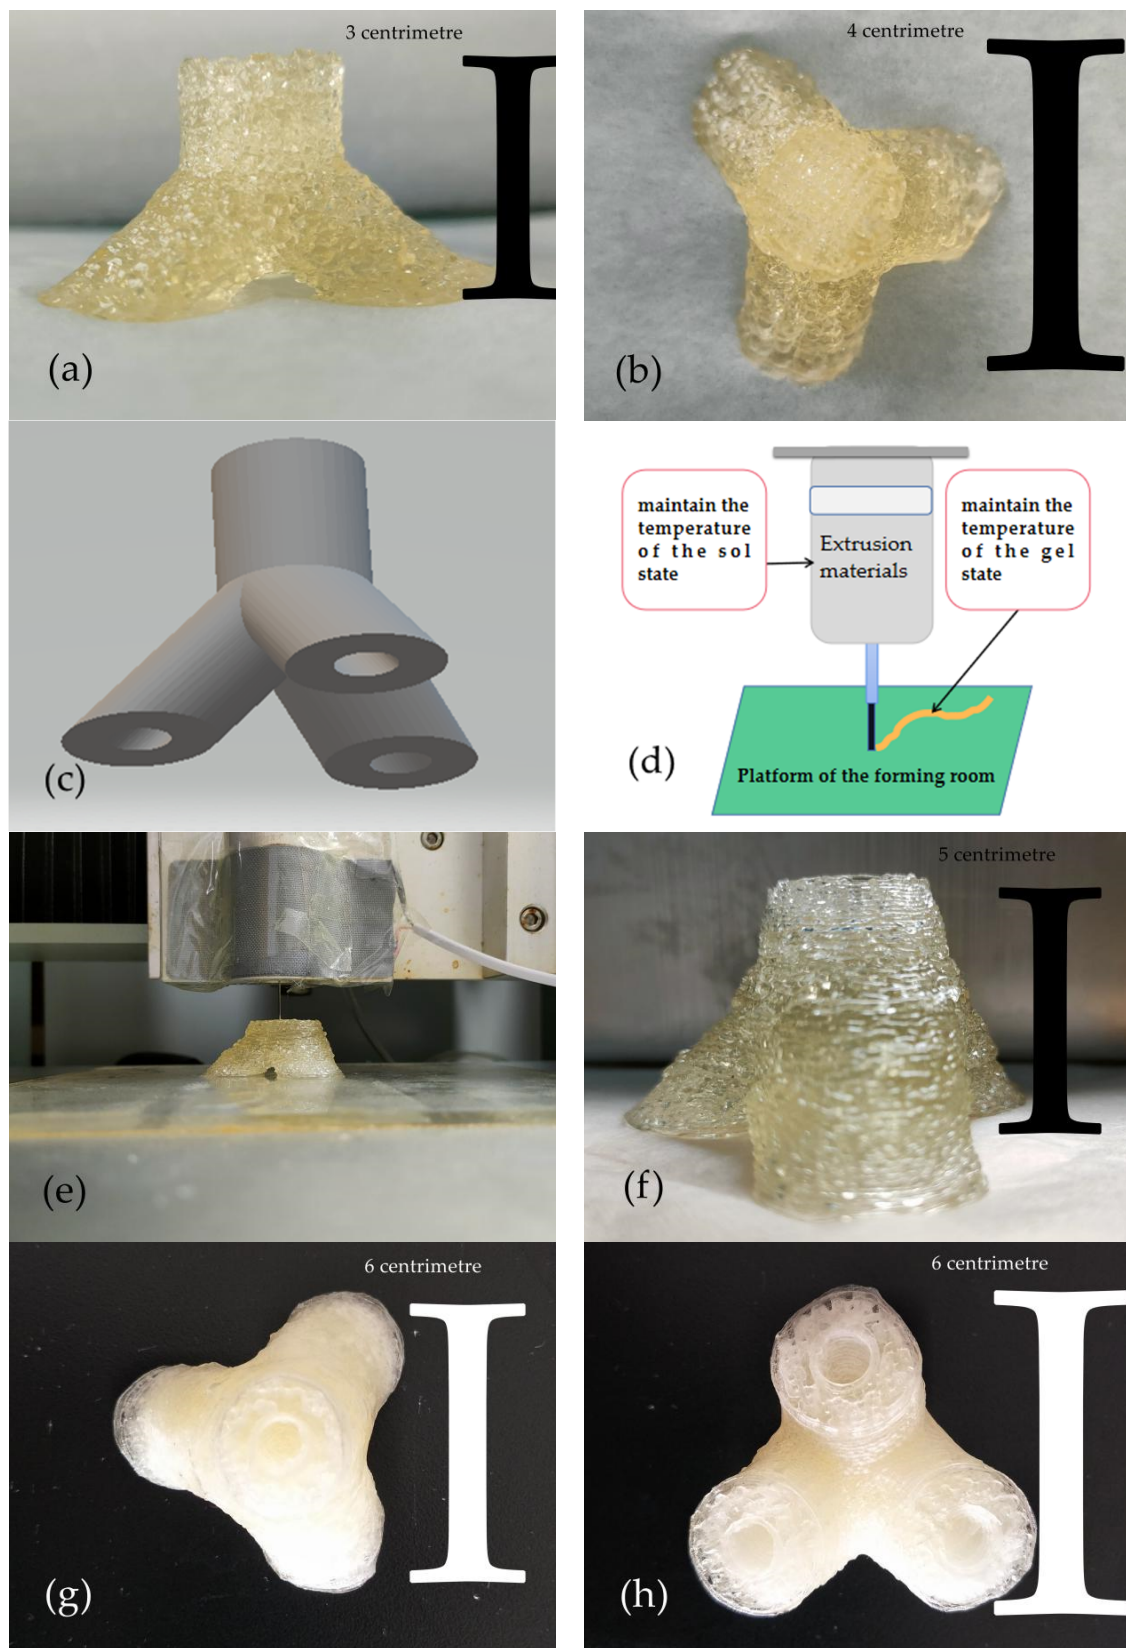 3 centrimetre
(a)
4 centrimetre
(b)
(c)
maintain the
temperature
of the sol
state
Extrusion
materials
maintain the
temperature
of the gel
state
(d)
Platform of the forming room
(e)
5 centrimetre
(f)
6 centrimetre
(g)
6 centrimetre
(h)